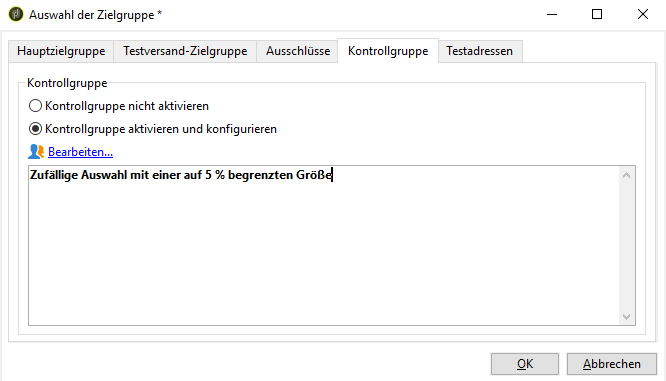 Auswahl der Zielgruppe *
Hauptzielgruppe Testversand-Zielgruppe Ausschlüsse Kontrollgruppe Testadressen
Kontrollgruppe
Kontrollgruppe nicht aktivieren
Kontrollgruppe aktivieren und konfigurieren
Bearbeiten...
Zufällige Auswahl mit einer auf 5 % begrenzten Größe
OK Abbrechen